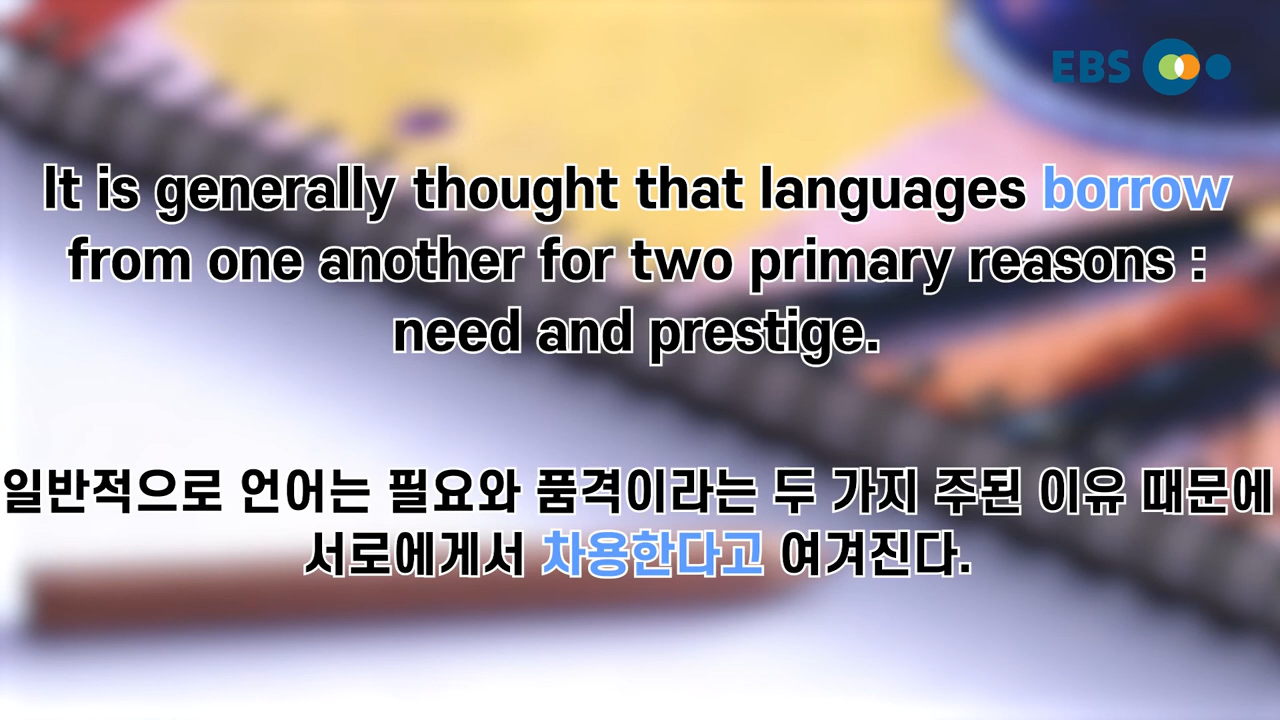 EBS
It is generally thought that languages borrow
from one another for two primary reasons :
need and prestige.
일반적으로 언어는 필요와 품격이라는 두 가지 주된 이유 때문에
서로에게서 차용한다고 여겨진다.